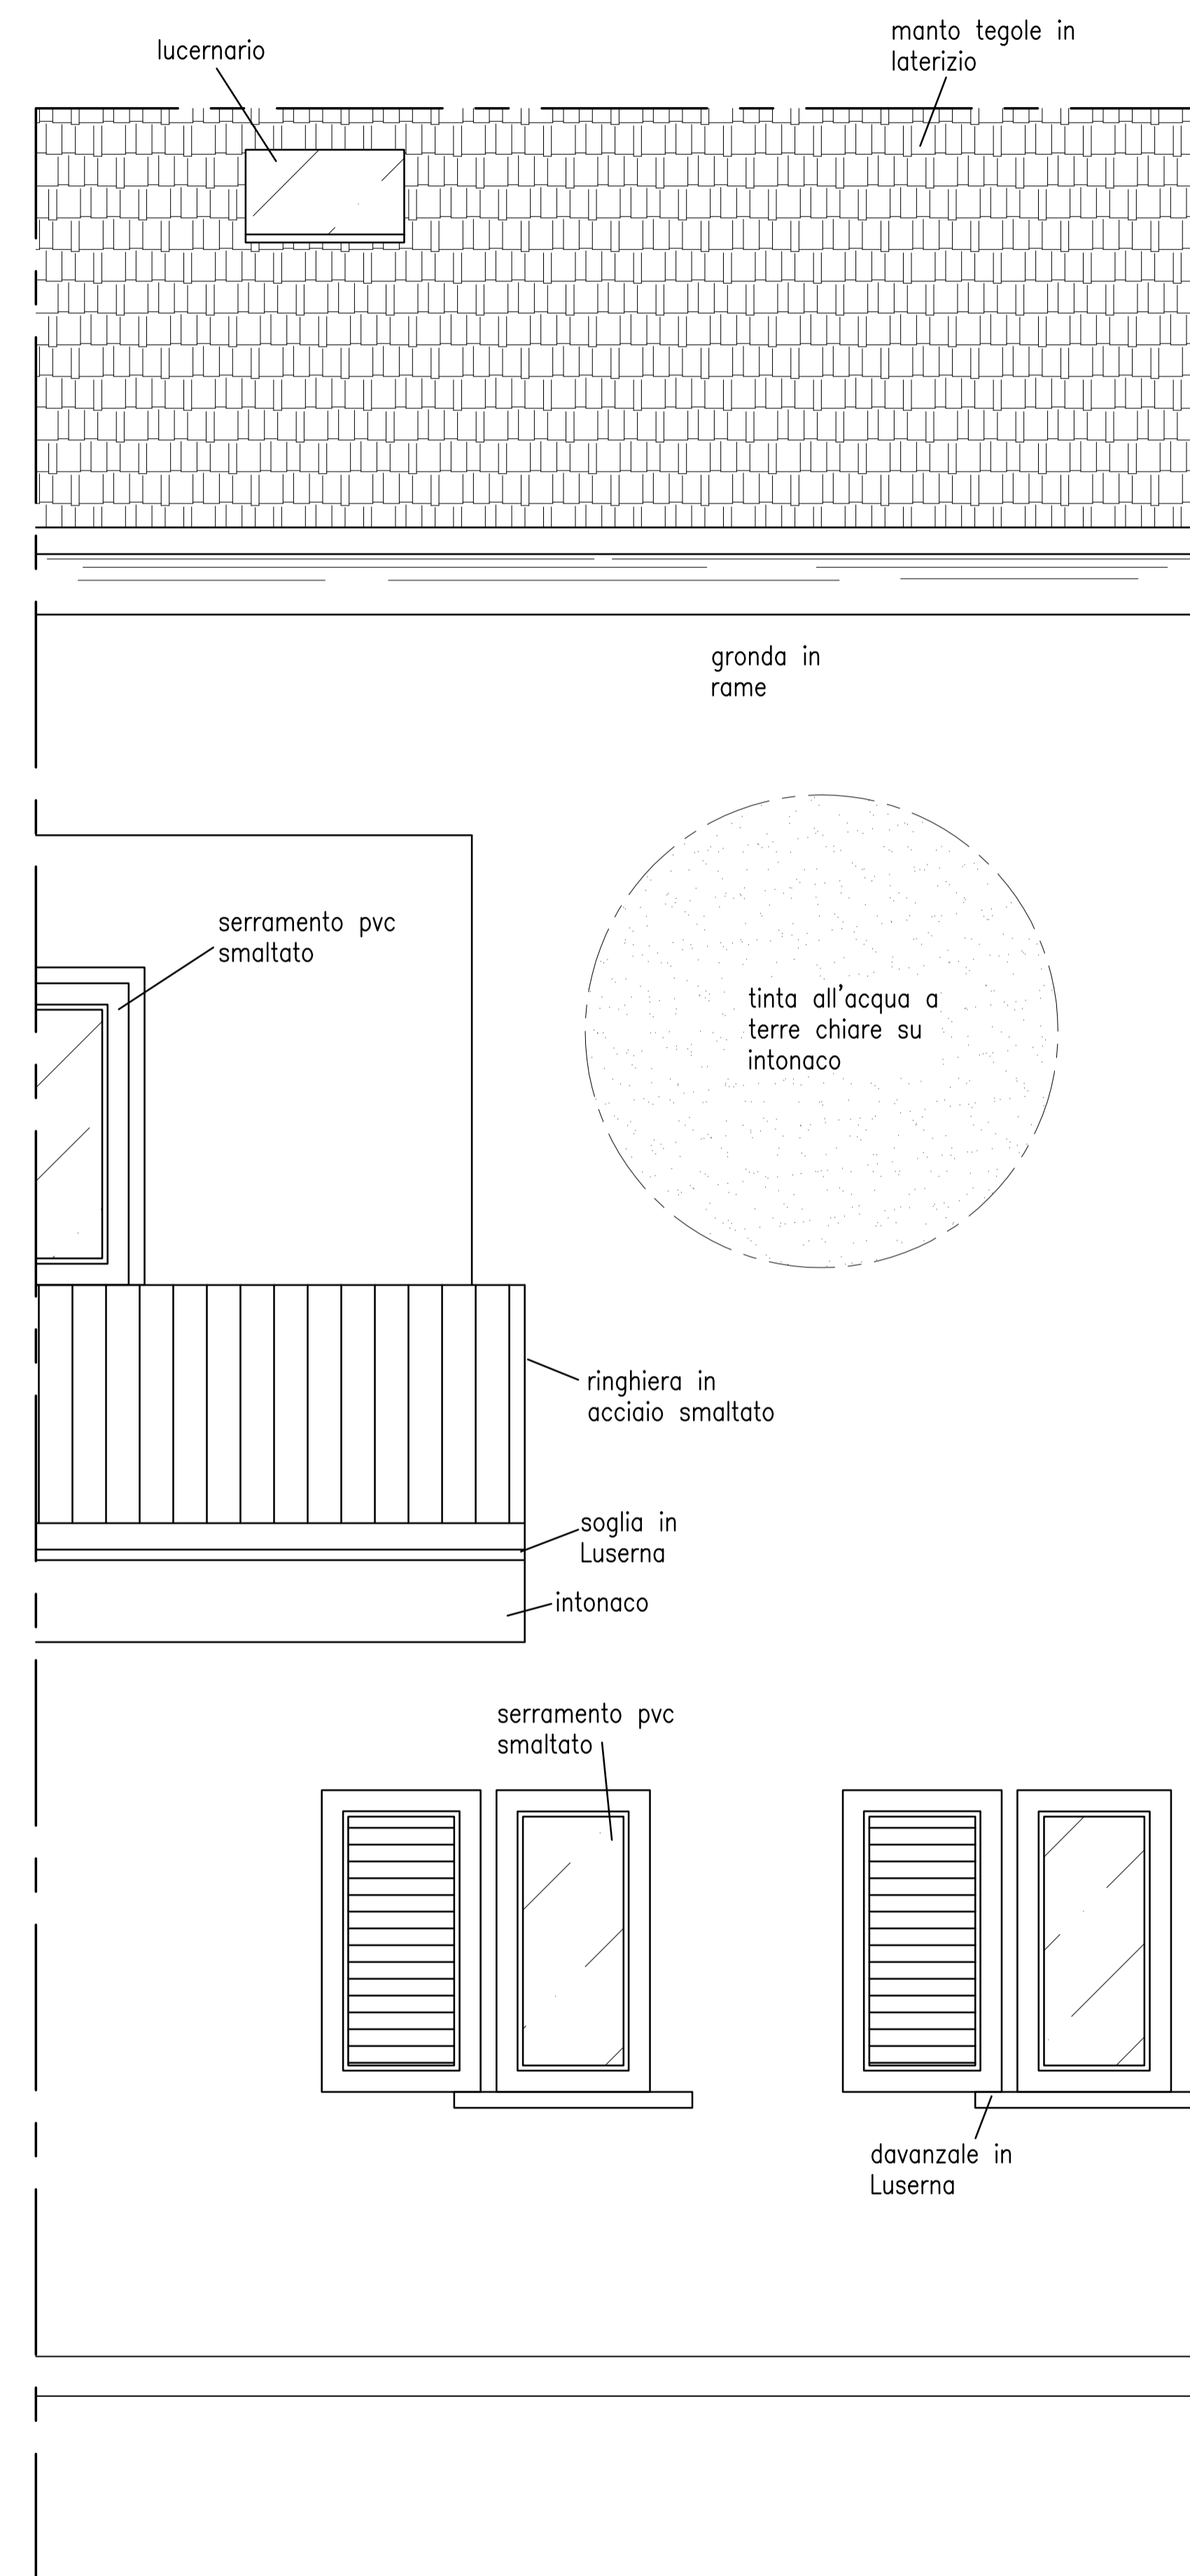 lucernario
manto tegole in
laterizio
gronda in
rame
serramento pvc
smaltato
tinta all'acqua a
terre chiare su
intonaco
ringhiera in
acciaio smaltato
soglia in
Luserna
intonaco
serramento pvc
smaltato
davanzale in
Luserna